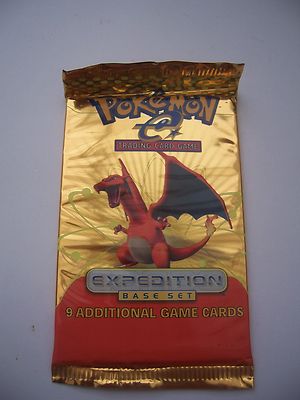 POKéMON
e
TRADING CARD GAME
EXPEDITION
BASE SET
9 ADDITIONAL GAME CARDS